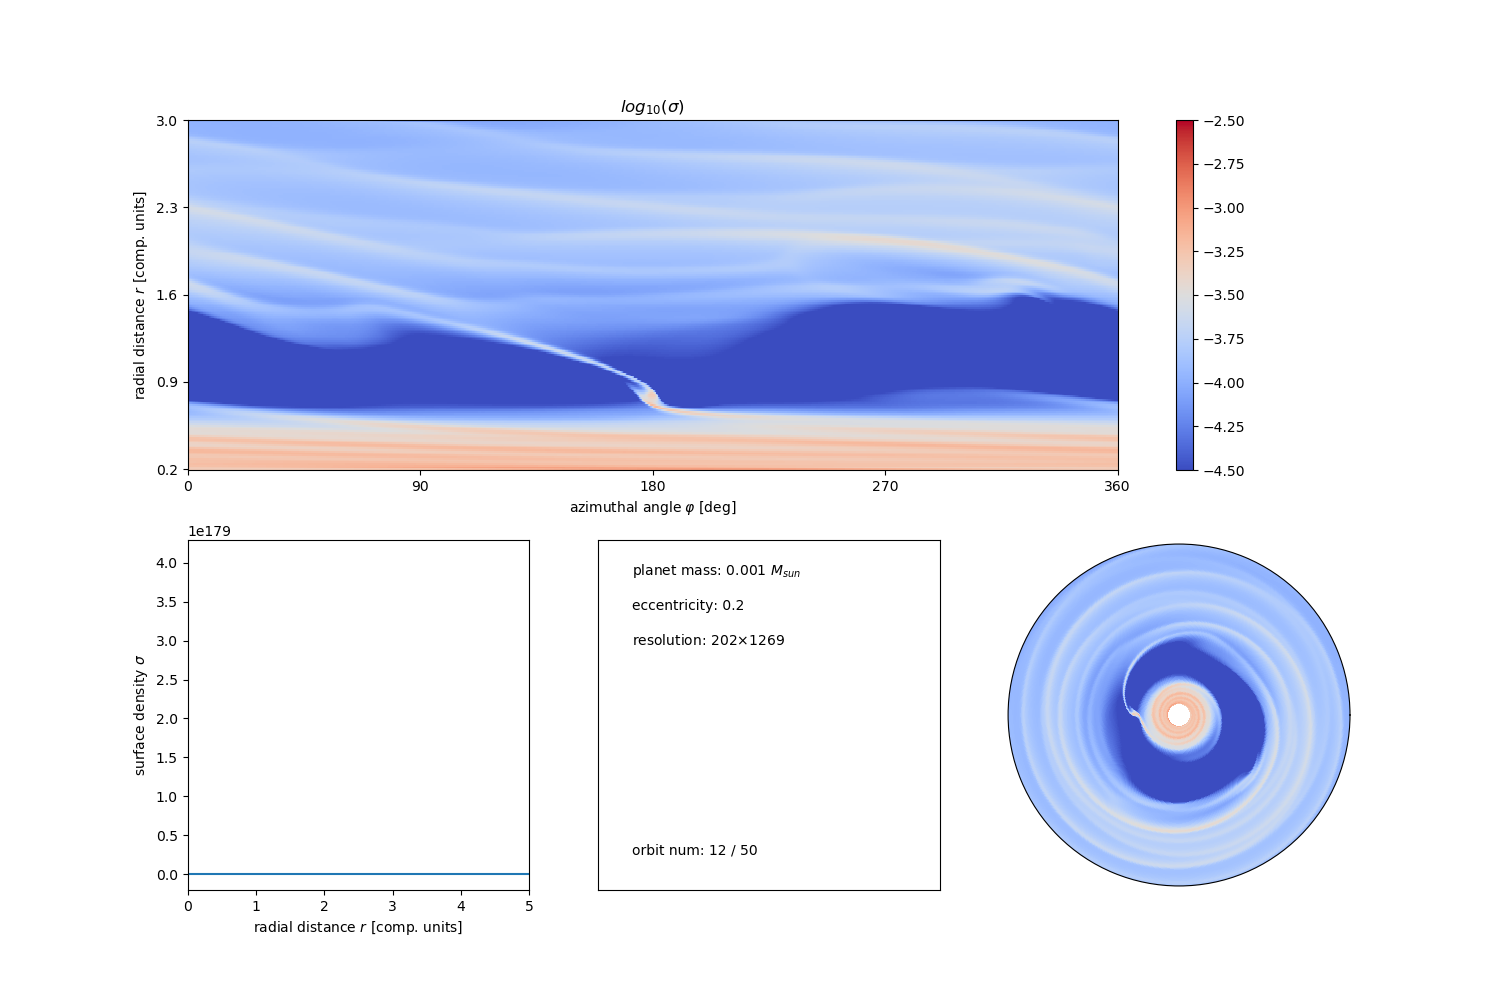 log₁₀(σ)
3.0
2.3
1.6
0.9
0.2
radial distance r [comp. units]
0 90 180 270 360
azimuthal angle φ [deg]
−2.50
−2.75
−3.00
−3.25
−3.50
−3.75
−4.00
−4.25
−4.50
1e179
4.0
3.5
3.0
2.5
2.0
1.5
1.0
0.5
0.0
surface density σ
0 1 2 3 4 5
radial distance r [comp. units]
planet mass: 0.001 M_sun
eccentricity: 0.2
resolution: 202×1269
orbit num: 12 / 50